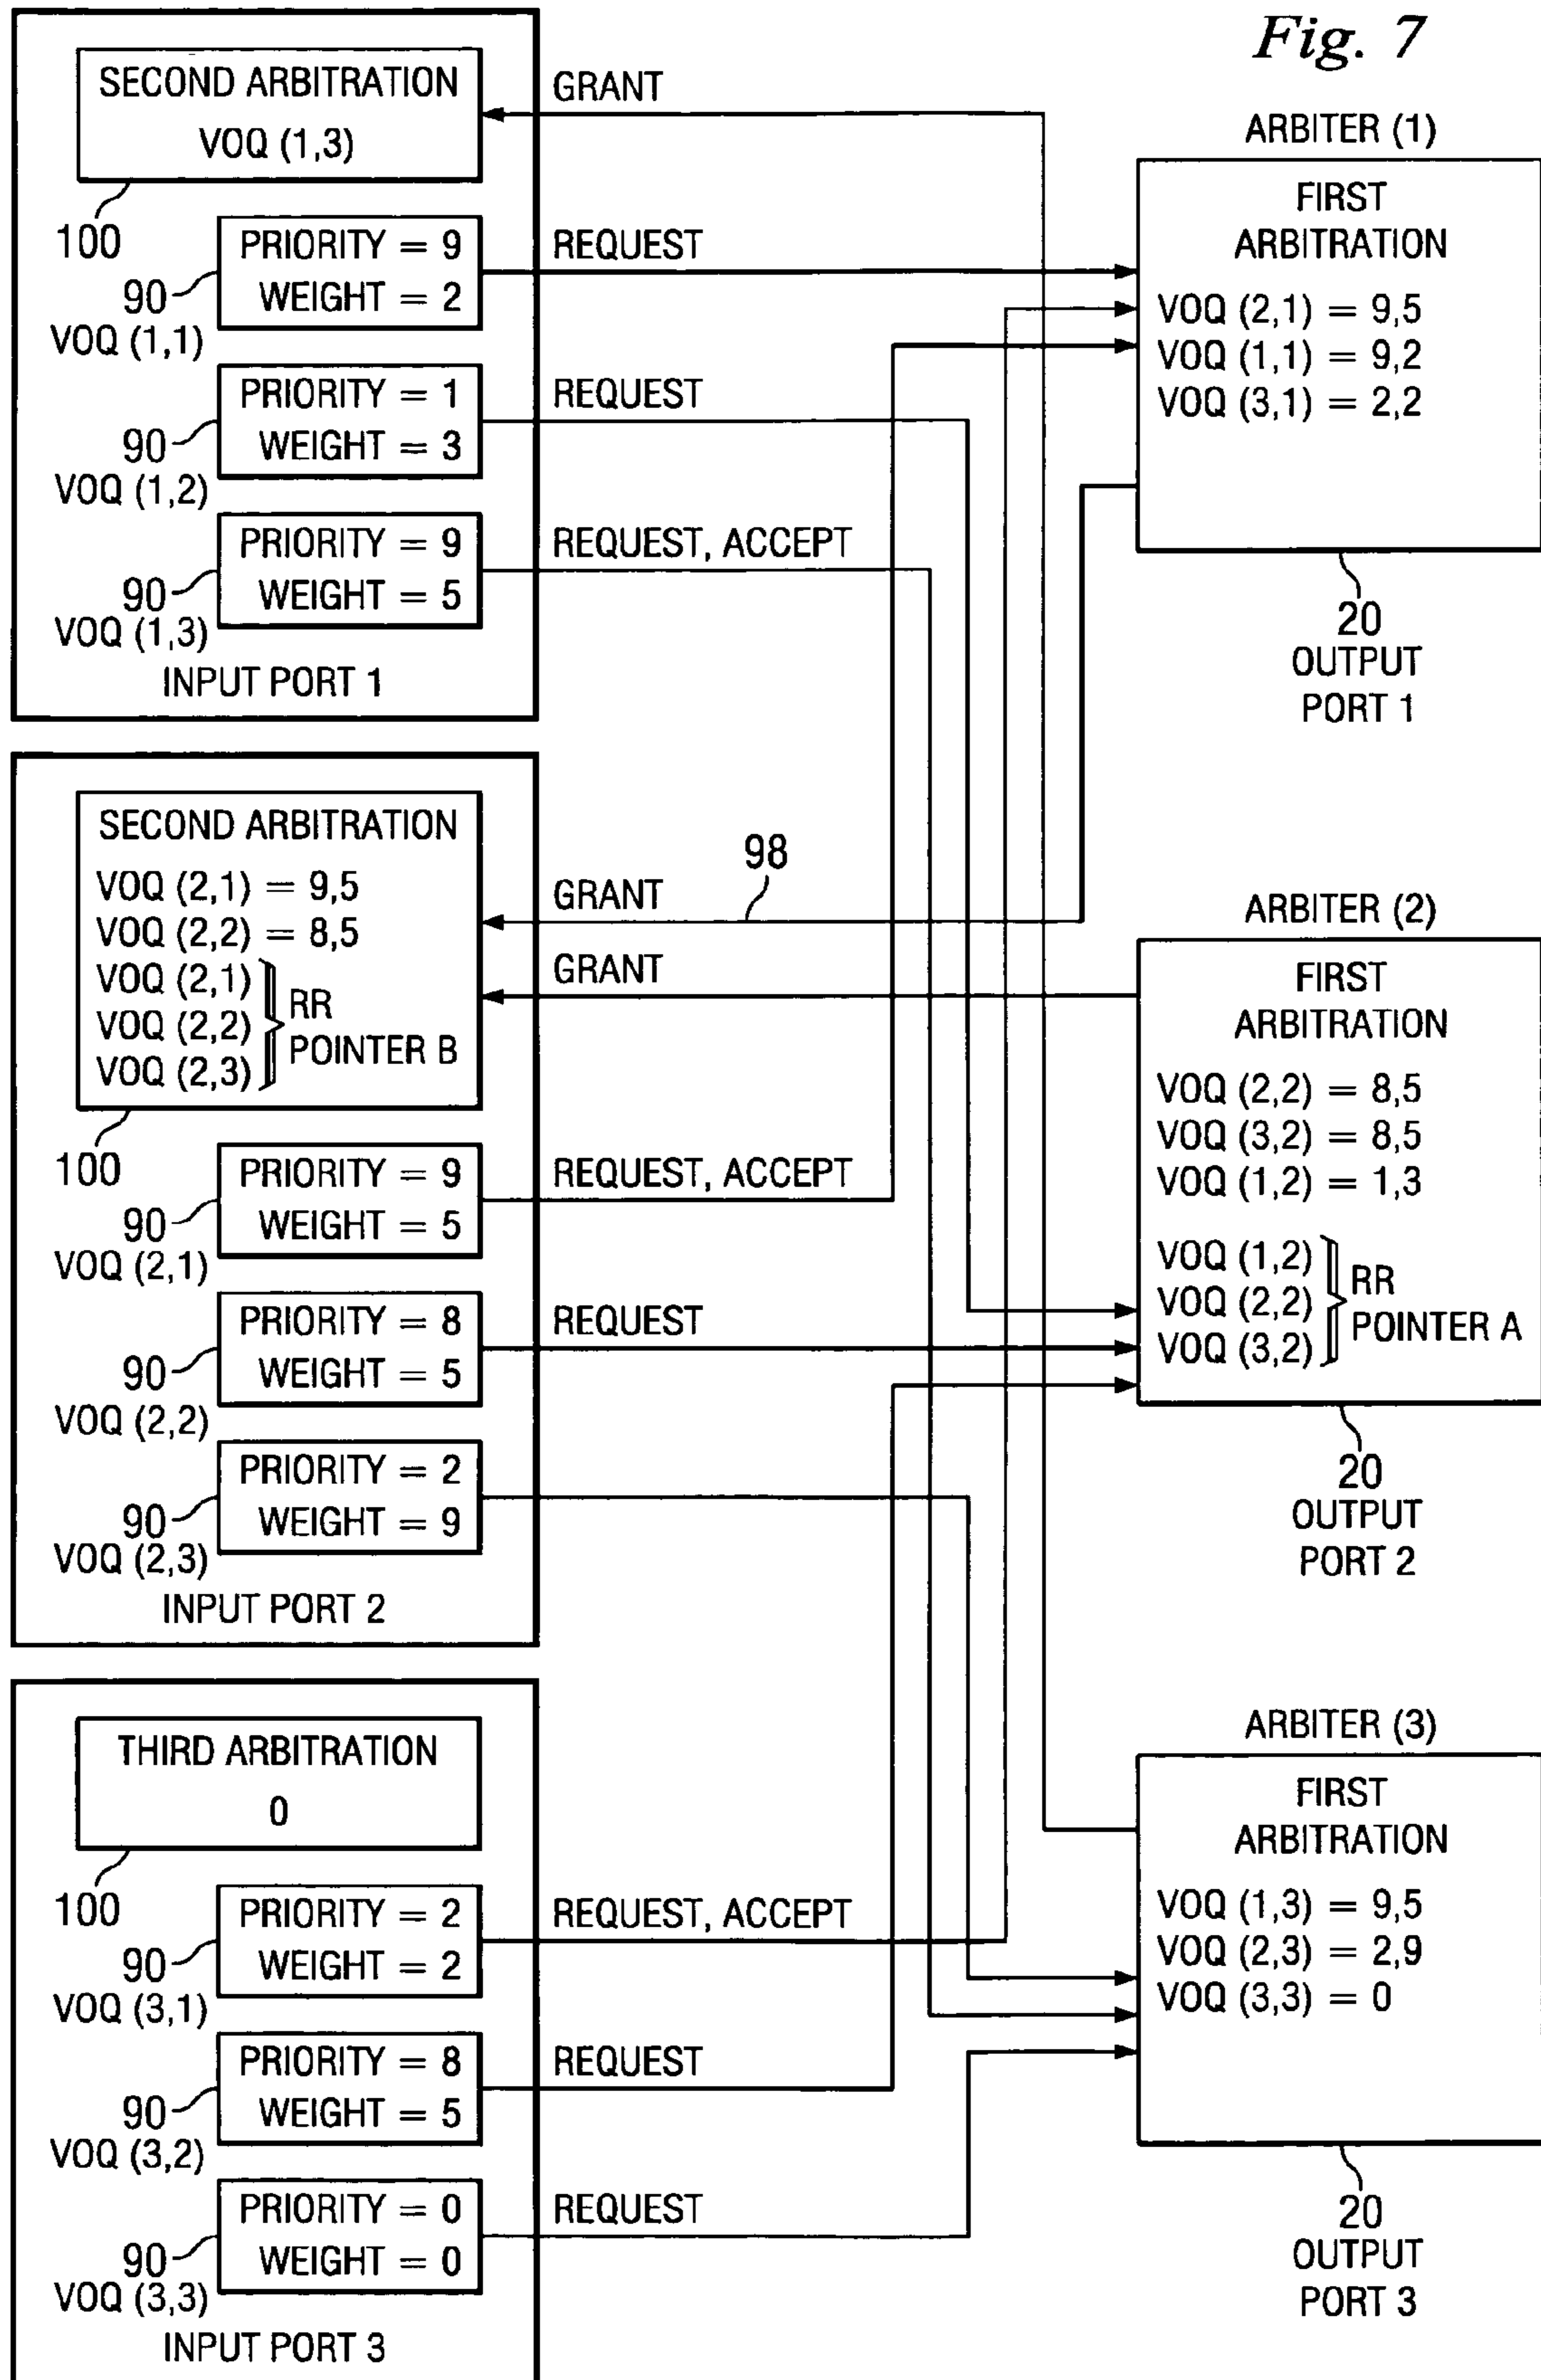 Fig. 7
SECOND ARBITRATION
VOQ (1,3)
100
GRANT
PRIORITY = 9
WEIGHT = 2
90
VOQ (1,1)
REQUEST
PRIORITY = 1
WEIGHT = 3
90
VOQ (1,2)
REQUEST
PRIORITY = 9
WEIGHT = 5
90
VOQ (1,3)
REQUEST, ACCEPT
INPUT PORT 1
ARBITER (1)
FIRST
ARBITRATION
VOQ (2,1) = 9,5
VOQ (1,1) = 9,2
VOQ (3,1) = 2,2
20
OUTPUT
PORT 1
SECOND ARBITRATION
VOQ (2,1) = 9,5
VOQ (2,2) = 8,5
VOQ (2,1)
VOQ (2,2)
VOQ (2,3)
RR
POINTER B
100
GRANT
98
GRANT
PRIORITY = 9
WEIGHT = 5
90
VOQ (2,1)
REQUEST, ACCEPT
PRIORITY = 8
WEIGHT = 5
90
VOQ (2,2)
REQUEST
PRIORITY = 2
WEIGHT = 9
90
VOQ (2,3)
INPUT PORT 2
ARBITER (2)
FIRST
ARBITRATION
VOQ (2,2) = 8,5
VOQ (3,2) = 8,5
VOQ (1,2) = 1,3
VOQ (1,2)
VOQ (2,2)
VOQ (3,2)
RR
POINTER A
20
OUTPUT
PORT 2
THIRD ARBITRATION
0
100
PRIORITY = 2
WEIGHT = 2
90
VOQ (3,1)
REQUEST, ACCEPT
PRIORITY = 8
WEIGHT = 5
90
VOQ (3,2)
REQUEST
PRIORITY = 0
WEIGHT = 0
90
VOQ (3,3)
REQUEST
INPUT PORT 3
ARBITER (3)
FIRST
ARBITRATION
VOQ (1,3) = 9,5
VOQ (2,3) = 2,9
VOQ (3,3) = 0
20
OUTPUT
PORT 3